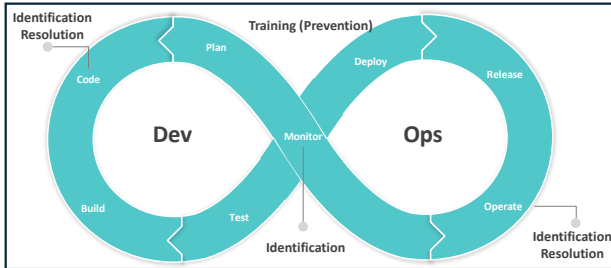 Identification
Resolution
Training (Prevention)
Plan
Code
Deploy
Release
Dev
Monitor
Ops
Build
Test
Operate
Identification
Identification
Resolution